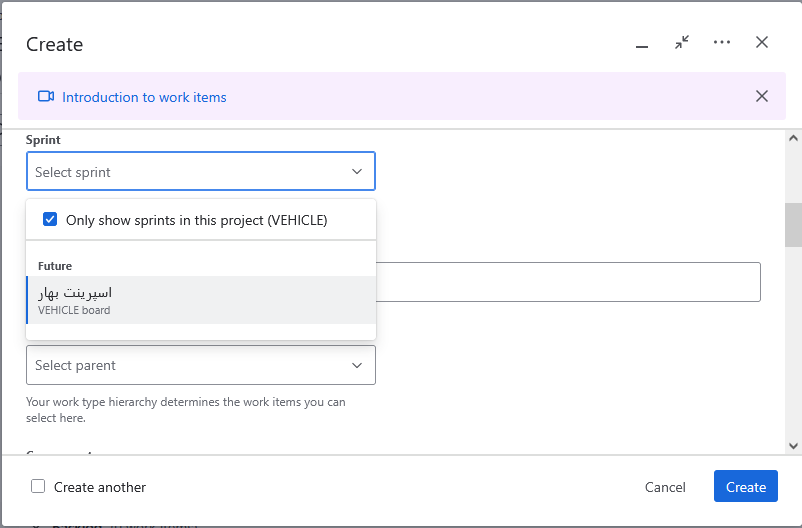 Create
Introduction to work items
Sprint
Select sprint
Only show sprints in this project (VEHICLE)
Future
اسپرینت بهار
VEHICLE board
Select parent
Your work type hierarchy determines the work items you can
select here.
Create another
Cancel
Create